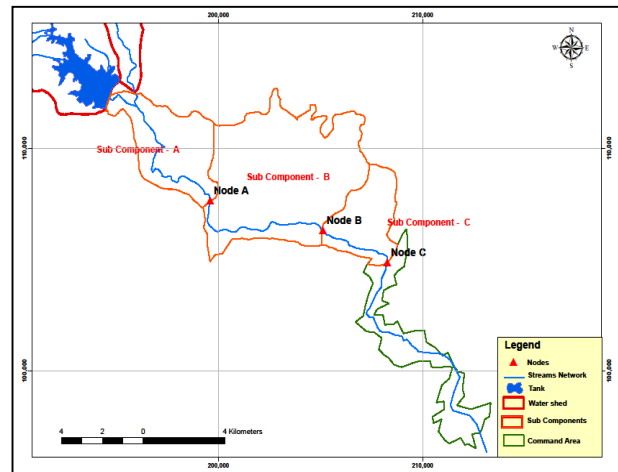 200,000 210,000
N
W E
S
110,000 110,000
Sub Component - A
Sub Component - B
Node A
Node B
Sub Component - C
Node C
100,000 100,000
Legend
Nodes
Streams Network
Tank
Water shed
Sub Components
Command Area
4 2 0 4 Kilometers
200,000 210,000